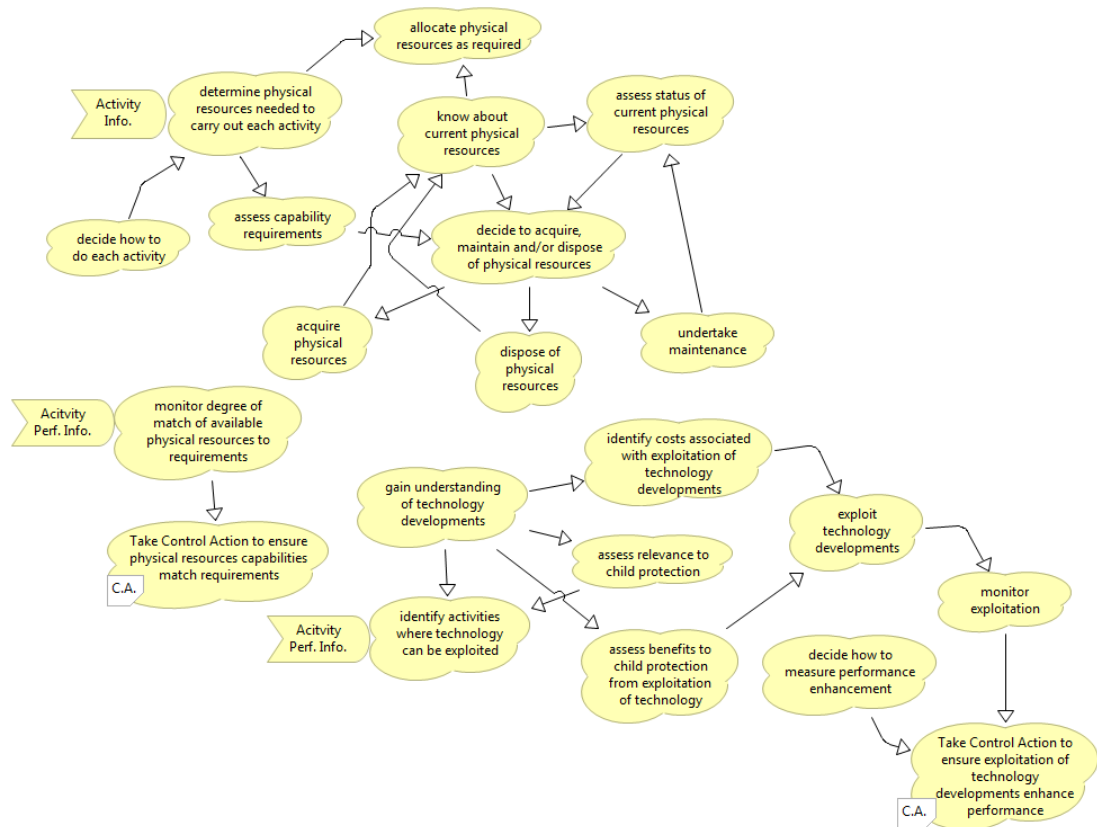 allocate physical
resources as required
Activity
Info.
determine physical
resources needed to
carry out each activity
know about
current physical
resources
assess status of
current physical
resources
decide how to
do each activity
assess capability
requirements
decide to acquire,
maintain and/or dispose
of physical resources
acquire
physical
resources
dispose of
physical
resources
undertake
maintenance
Acitvity
Perf. Info.
monitor degree of
match of available
physical resources to
requirements
Take Control Action to ensure
physical resources capabilities
match requirements
C.A.
gain understanding
of technology
developments
identify costs associated
with exploitation of
technology
developments
assess relevance to
child protection
exploit
technology
developments
Acitvity
Perf. Info.
identify activities
where technology
can be exploited
assess benefits to
child protection
from exploitation
of technology
monitor
exploitation
decide how to
measure performance
enhancement
Take Control Action to
ensure exploitation of
technology
developments enhance
performance
C.A.